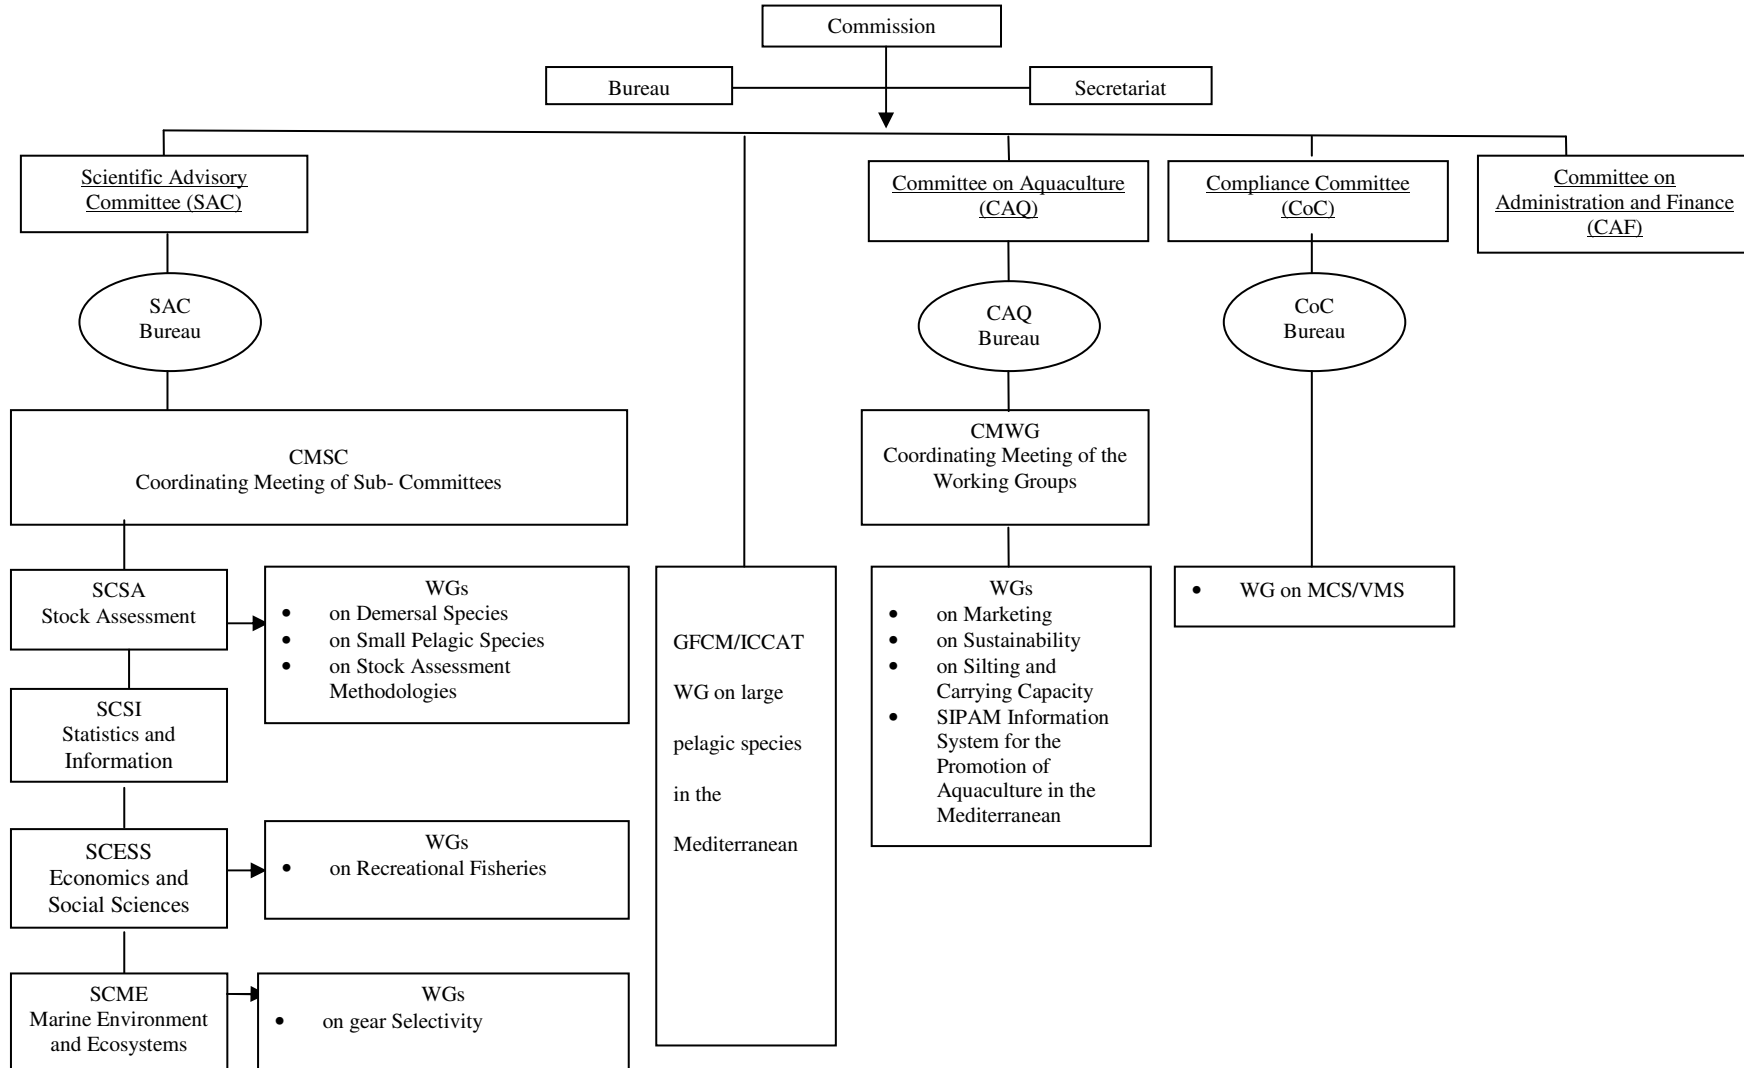 Commission
Bureau
Secretariat
Scientific Advisory
Committee (SAC)
Committee on Aquaculture
(CAQ)
Compliance Committee
(CoC)
Committee on
Administration and Finance
(CAF)
SAC
Bureau
CAQ
Bureau
CoC
Bureau
CMSC
Coordinating Meeting of Sub- Committees
CMWG
Coordinating Meeting of the
Working Groups
SCSA
Stock Assessment
WGs
• on Demersal Species
• on Small Pelagic Species
• on Stock Assessment
Methodologies
SCSI
Statistics and
Information
SCESS
Economics and
Social Sciences
WGs
• on Recreational Fisheries
SCME
Marine Environment
and Ecosystems
WGs
• on gear Selectivity
GFCM/ICCAT
WG on large
pelagic species
in the
Mediterranean
WGs
• on Marketing
• on Sustainability
• on Silting and
Carrying Capacity
• SIPAM Information
System for the
Promotion of
Aquaculture in the
Mediterranean
• WG on MCS/VMS